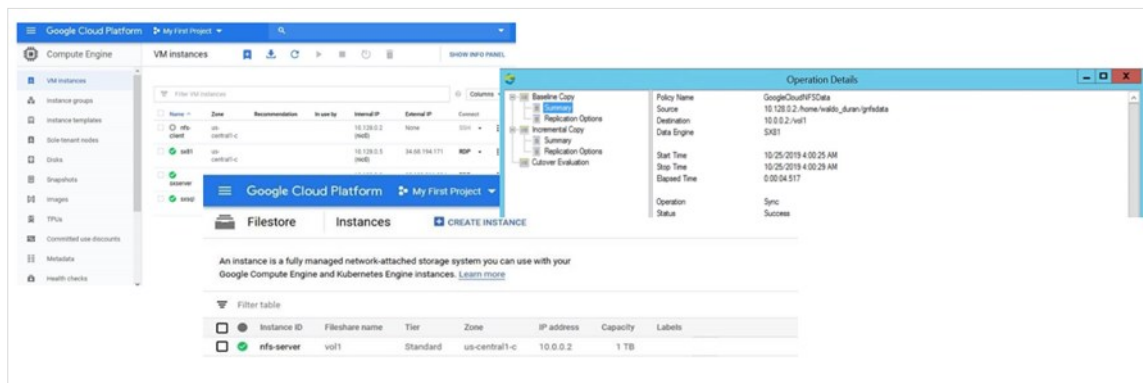 Google Cloud Platform My First Project
Compute Engine VM instances SHOW INFO PANEL
VM instances
Instance groups
Instance templates
Sole-tenant nodes
Disks
Snapshots
Images
TPUs
Committed use discounts
Metadata
Health checks
Filter VM instances Columns
Name Zone Recommendation In use by Internal IP External IP Connect
nfs-client us-central1-c 10.128.0.2 (nic0) None SSH
sx81 us-central1-c 10.128.0.5 (nic0) 34.68.194.171 RDP
sxserver
Operation Details
Baseline Copy
Summary
Replication Options
Incremental Copy
Summary
Replication Options
Cutover Evaluation
Policy Name GoogleCloudNFSData
Source 10.128.0.2:/home/waldo_duran/gnfsdata
Destination 10.0.0.2:/vol1
Data Engine SX81
Start Time 10/25/2019 4:00:25 AM
Stop Time 10/25/2019 4:00:29 AM
Elapsed Time 0:00:04.517
Operation Sync
Status Success
Google Cloud Platform My First Project
Filestore Instances CREATE INSTANCE
An instance is a fully managed network-attached storage system you can use with your
Google Compute Engine and Kubernetes Engine instances. Learn more
Filter table
Instance ID Fileshare name Tier Zone IP address Capacity Labels
nfs-server vol1 Standard us-central1-c 10.0.0.2 1 TB